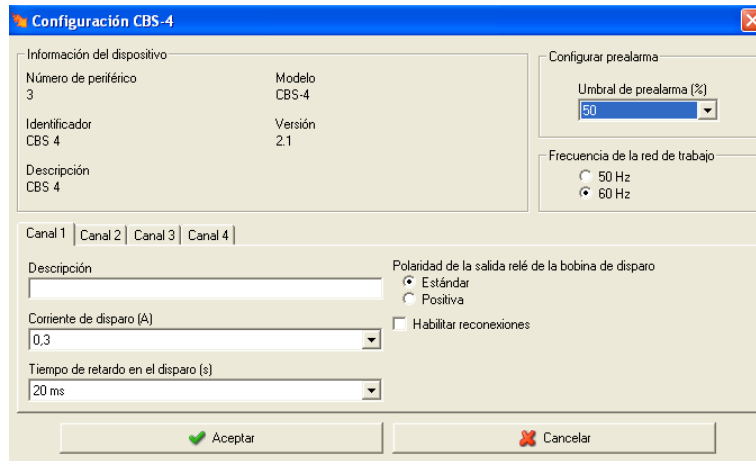 Configuración CBS-4
Información del dispositivo
Número de periférico
3
Modelo
CBS-4
Identificador
CBS 4
Versión
2.1
Descripción
CBS 4
Configurar prealarma
Umbral de prealarma (%)
50
Frecuencia de la red de trabajo
50 Hz
60 Hz
Canal 1 Canal 2 Canal 3 Canal 4
Descripción
Corriente de disparo (A)
0,3
Tiempo de retardo en el disparo (s)
20 ms
Polaridad de la salida relé de la bobina de disparo
Estándar
Positiva
Habilitar reconexiones
Aceptar
Cancelar